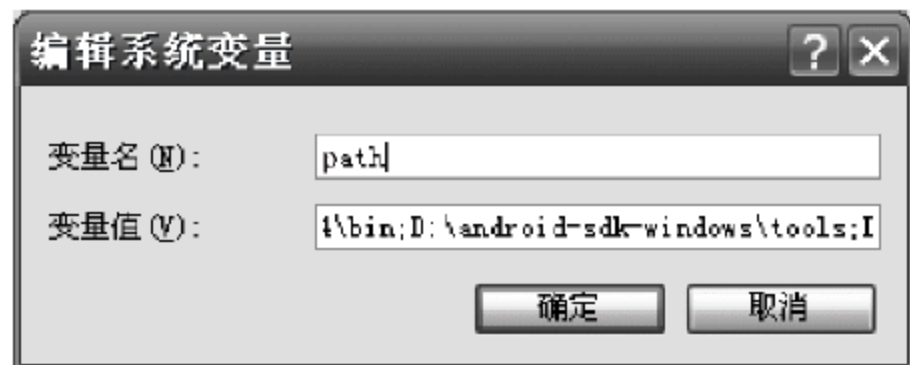 编辑系统变量
变量名(N): path
变量值(V): \bin;D:\android-sdk-windows\tools;
确定 取消